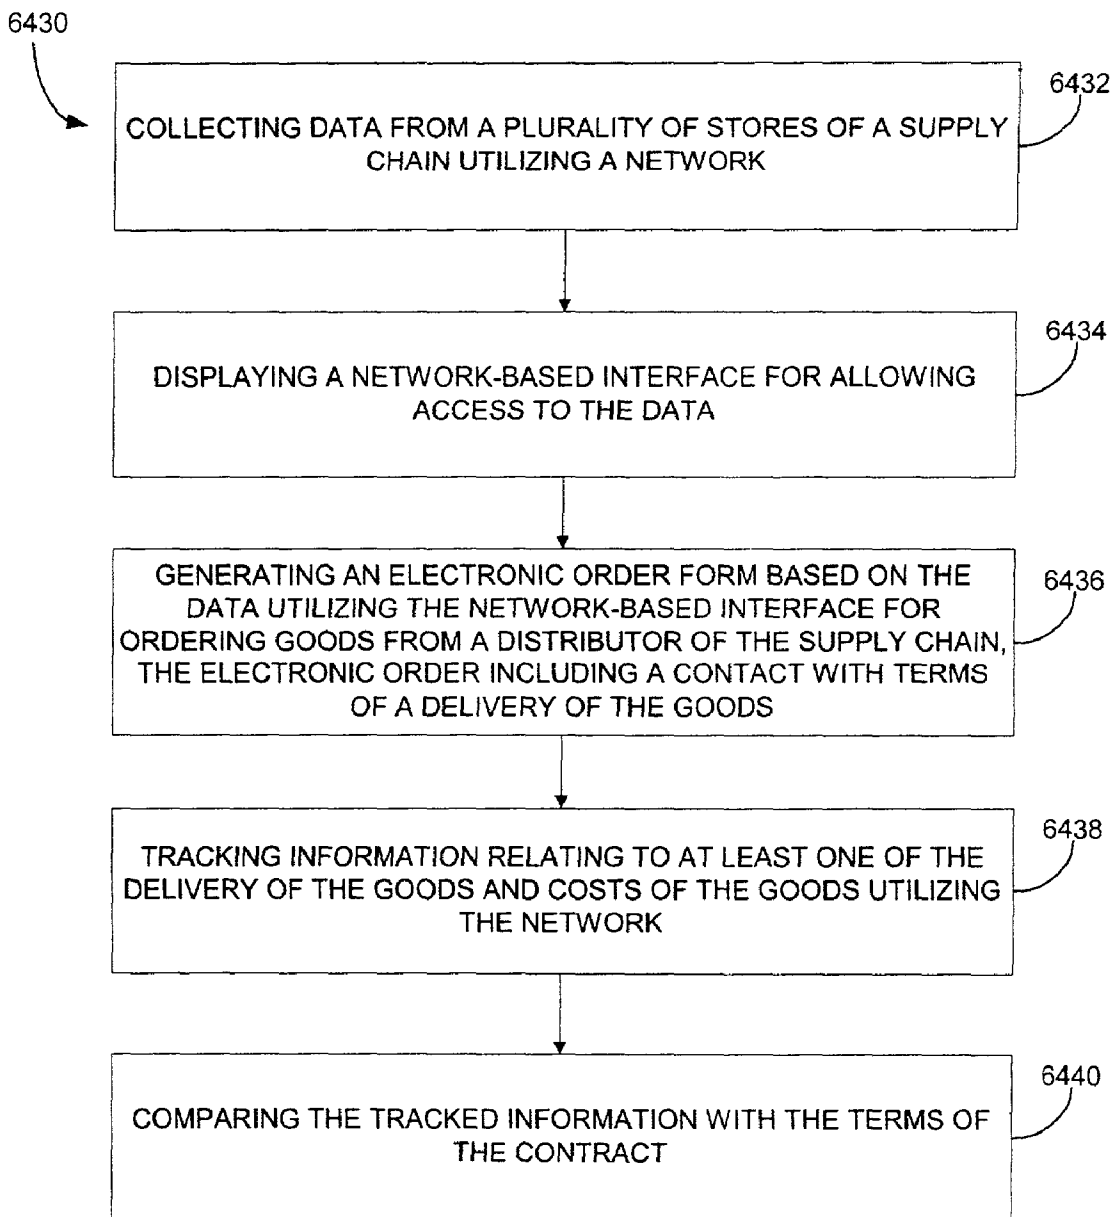 6430
6432
COLLECTING DATA FROM A PLURALITY OF STORES OF A SUPPLY
CHAIN UTILIZING A NETWORK
6434
DISPLAYING A NETWORK-BASED INTERFACE FOR ALLOWING
ACCESS TO THE DATA
6436
GENERATING AN ELECTRONIC ORDER FORM BASED ON THE
DATA UTILIZING THE NETWORK-BASED INTERFACE FOR
ORDERING GOODS FROM A DISTRIBUTOR OF THE SUPPLY CHAIN,
THE ELECTRONIC ORDER INCLUDING A CONTACT WITH TERMS
OF A DELIVERY OF THE GOODS
6438
TRACKING INFORMATION RELATING TO AT LEAST ONE OF THE
DELIVERY OF THE GOODS AND COSTS OF THE GOODS UTILIZING
THE NETWORK
6440
COMPARING THE TRACKED INFORMATION WITH THE TERMS OF
THE CONTRACT